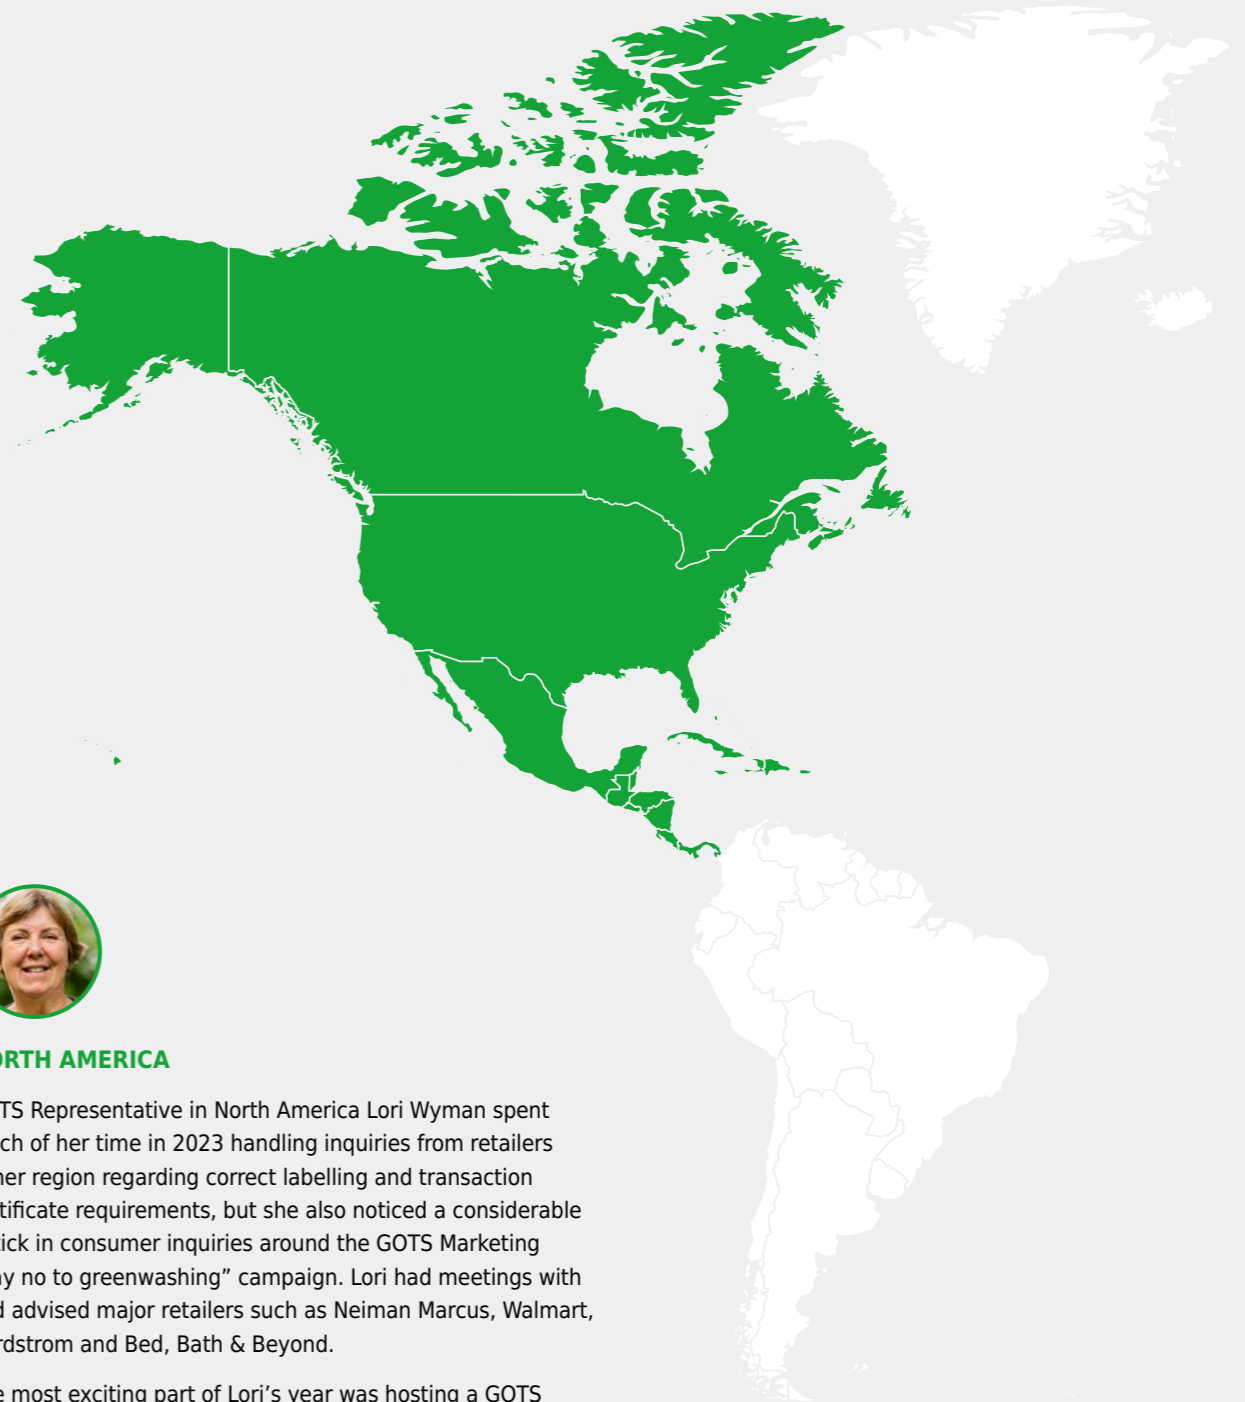 ORTH AMERICA
TS Representative in North America Lori Wyman spent
ch of her time in 2023 handling inquiries from retailers
her region regarding correct labelling and transaction
tificate requirements, but she also noticed a considerable
tick in consumer inquiries around the GOTS Marketing
y no to greenwashing” campaign. Lori had meetings with
d advised major retailers such as Neiman Marcus, Walmart,
rdstrom and Bed, Bath & Beyond.
e most exciting part of Lori’s year was hosting a GOTS